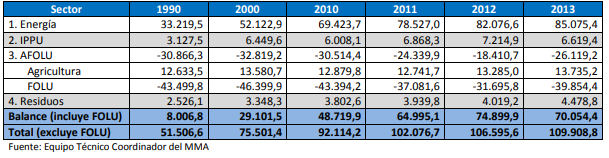 Sector 1990 2000 2010 2011 2012 2013
1. Energía 33.219,5 52.122,9 69.423,7 78.527,0 82.076,6 85.075,4
2. IPPU 3.127,5 6.449,6 6.008,1 6.868,3 7.214,9 6.619,4
3. AFOLU -30.866,3 -32.819,2 -30.514,4 -24.339,9 -18.410,7 -26.119,2
Agricultura 12.633,5 13.580,7 12.879,8 12.741,7 13.285,0 13.735,2
FOLU -43.499,8 -46.399,9 -43.394,2 -37.081,6 -31.695,8 -39.854,4
4. Residuos 2.526,1 3.348,3 3.802,6 3.939,8 4.019,2 4.478,8
Balance (incluye FOLU) 8.006,8 29.101,5 48.719,9 64.995,1 74.899,9 70.054,4
Total (excluye FOLU) 51.506,6 75.501,4 92.114,2 102.076,7 106.595,6 109.908,8
Fuente: Equipo Técnico Coordinador del MMA